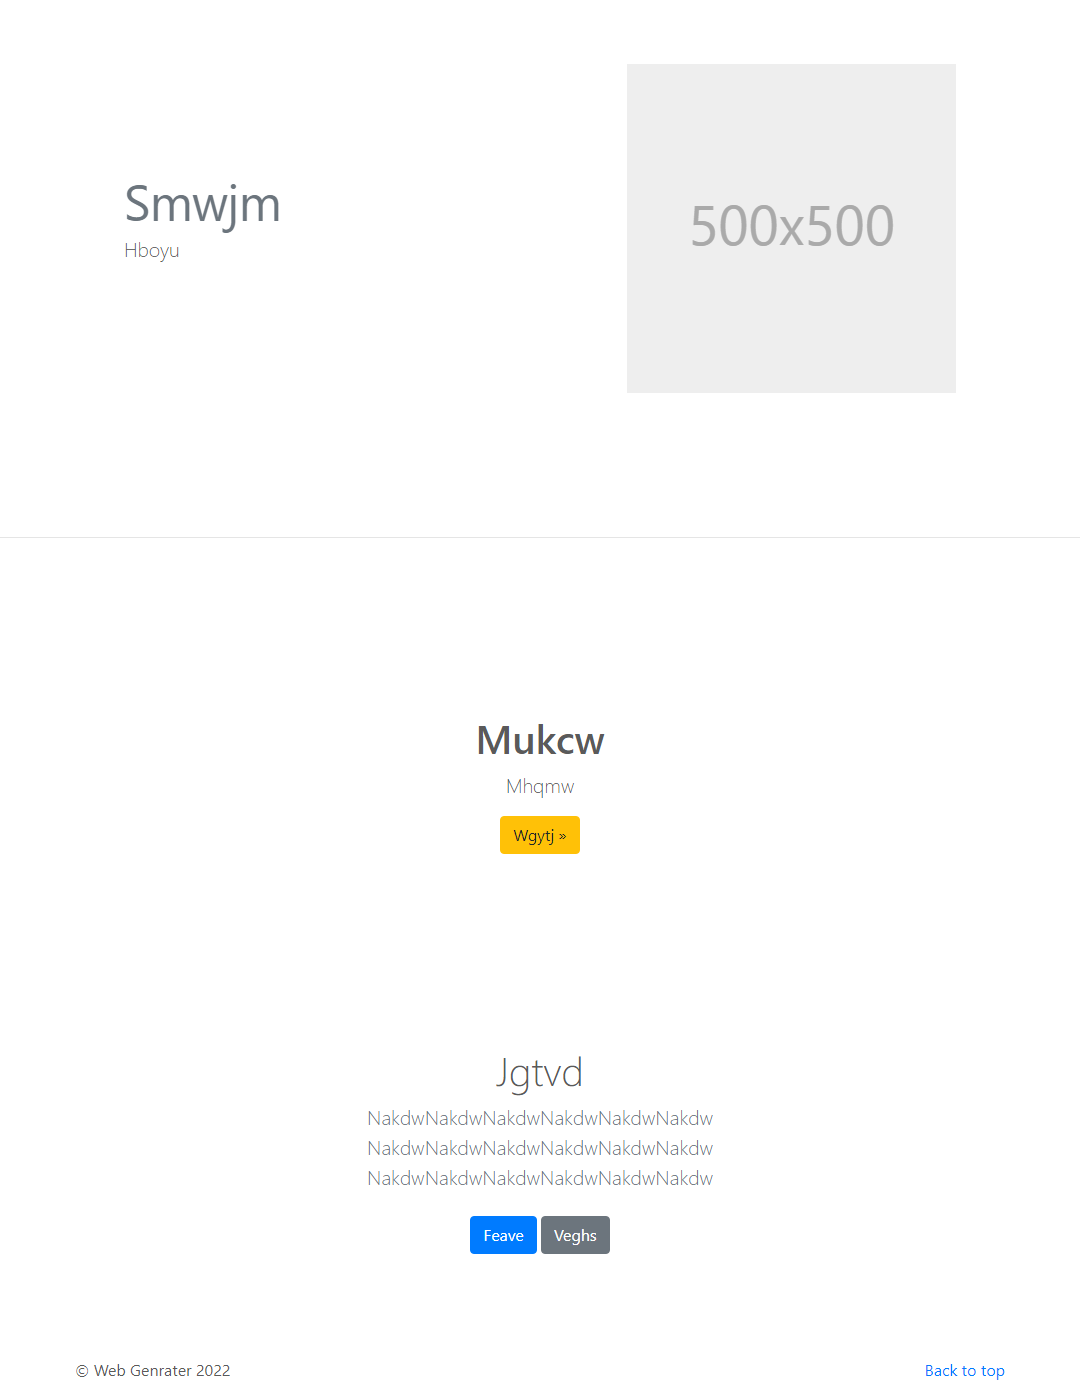 Smwjm
Hboyu
500x500
Mukcw
Mhqmw
Wgytj »
Jgtvd
NakdwNakdwNakdwNakdwNakdwNakdw
NakdwNakdwNakdwNakdwNakdwNakdw
NakdwNakdwNakdwNakdwNakdwNakdw
Feave Veghs
© Web Genrater 2022 Back to top